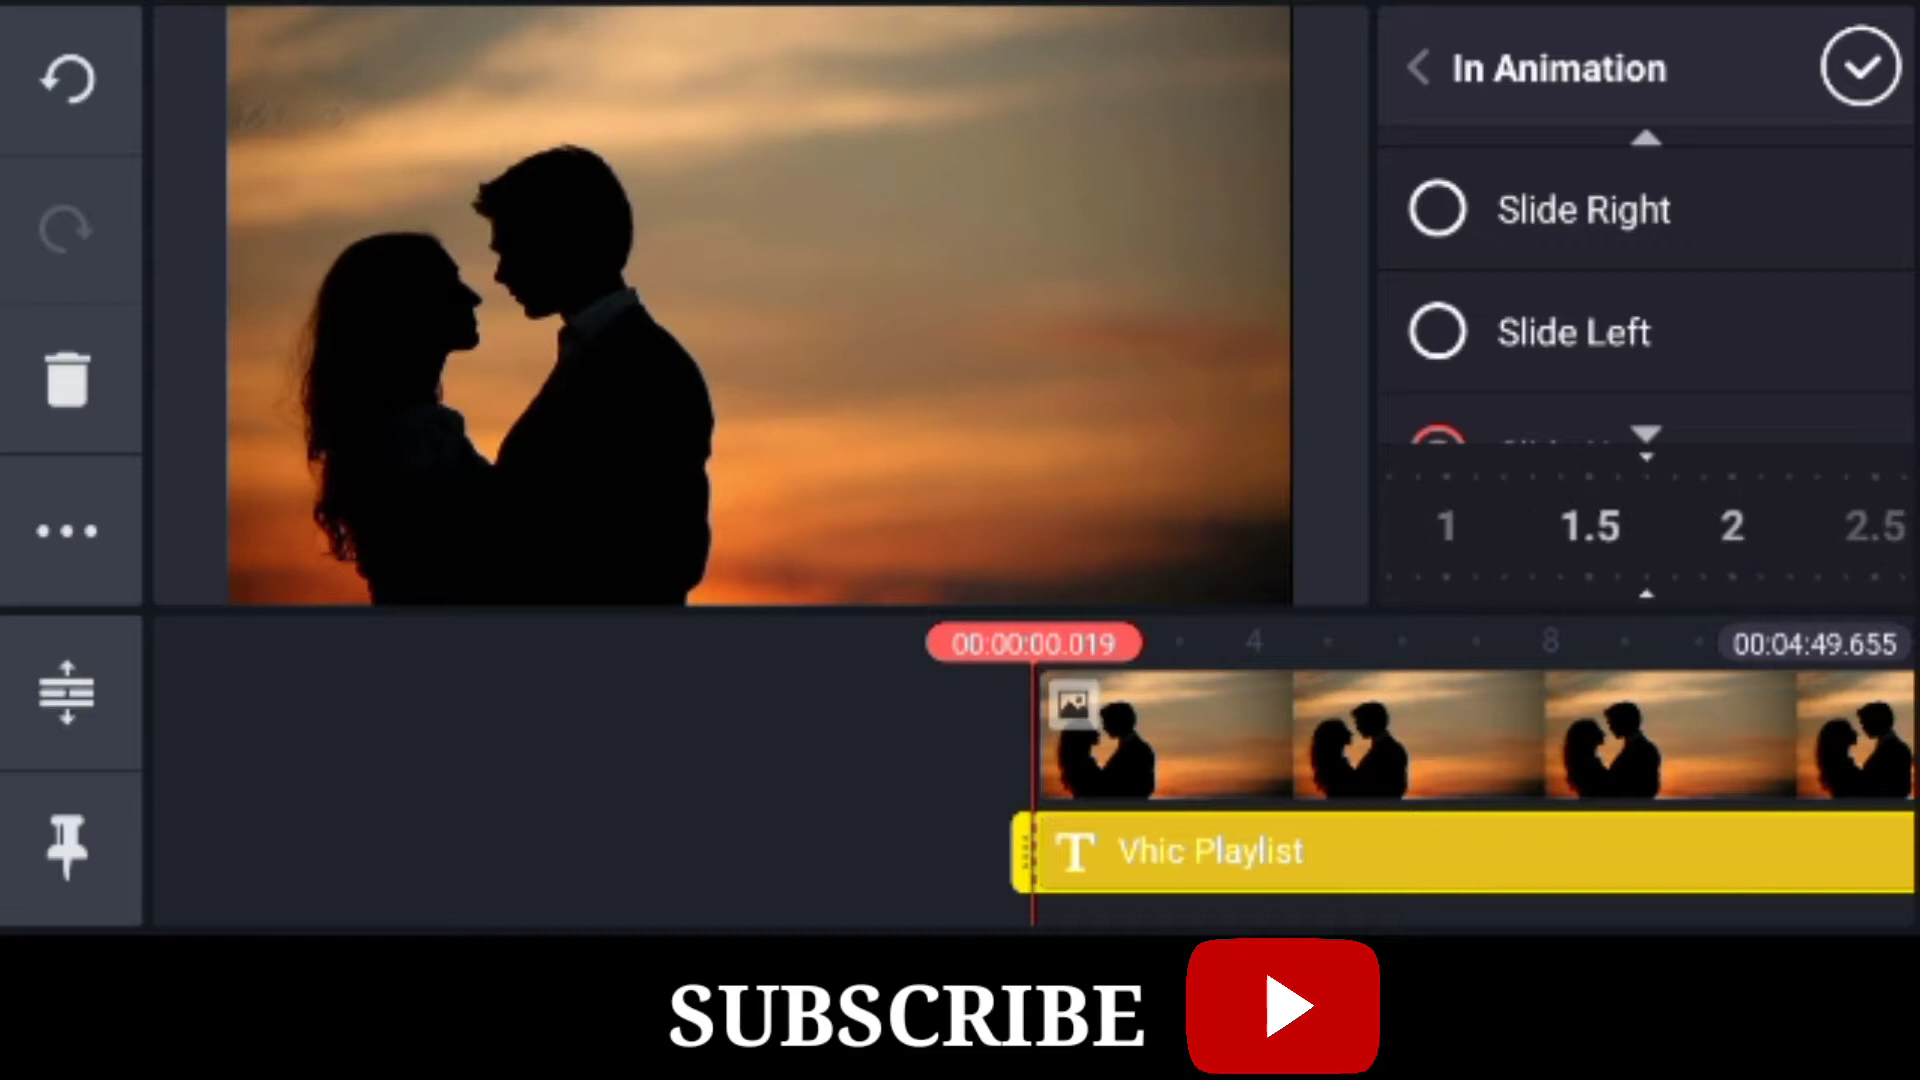 In Animation
Slide Right
Slide Left
1 1.5 2 2.5
00:00:00.019 4 8 00:04:49.655
T Vhic Playlist
SUBSCRIBE